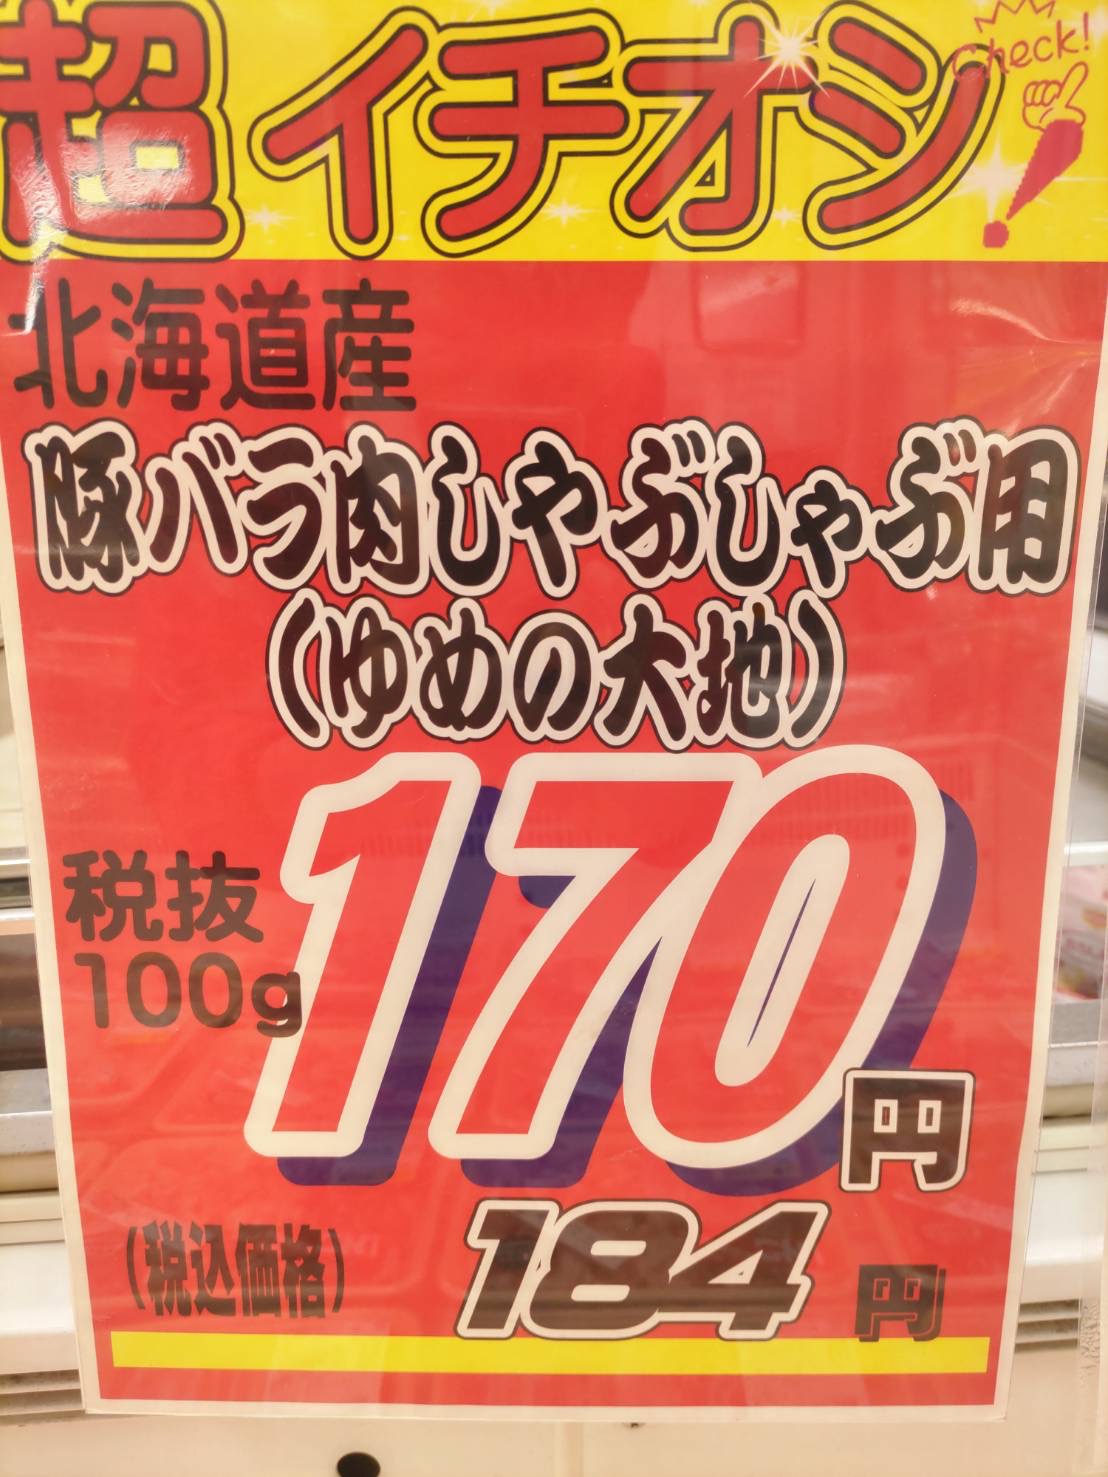 超イチオシ!
Check!
北海道産
豚バラ肉しゃぶしゃぶ用
(ゆめの大地)
税抜
100g
170円
(税込価格)
184円